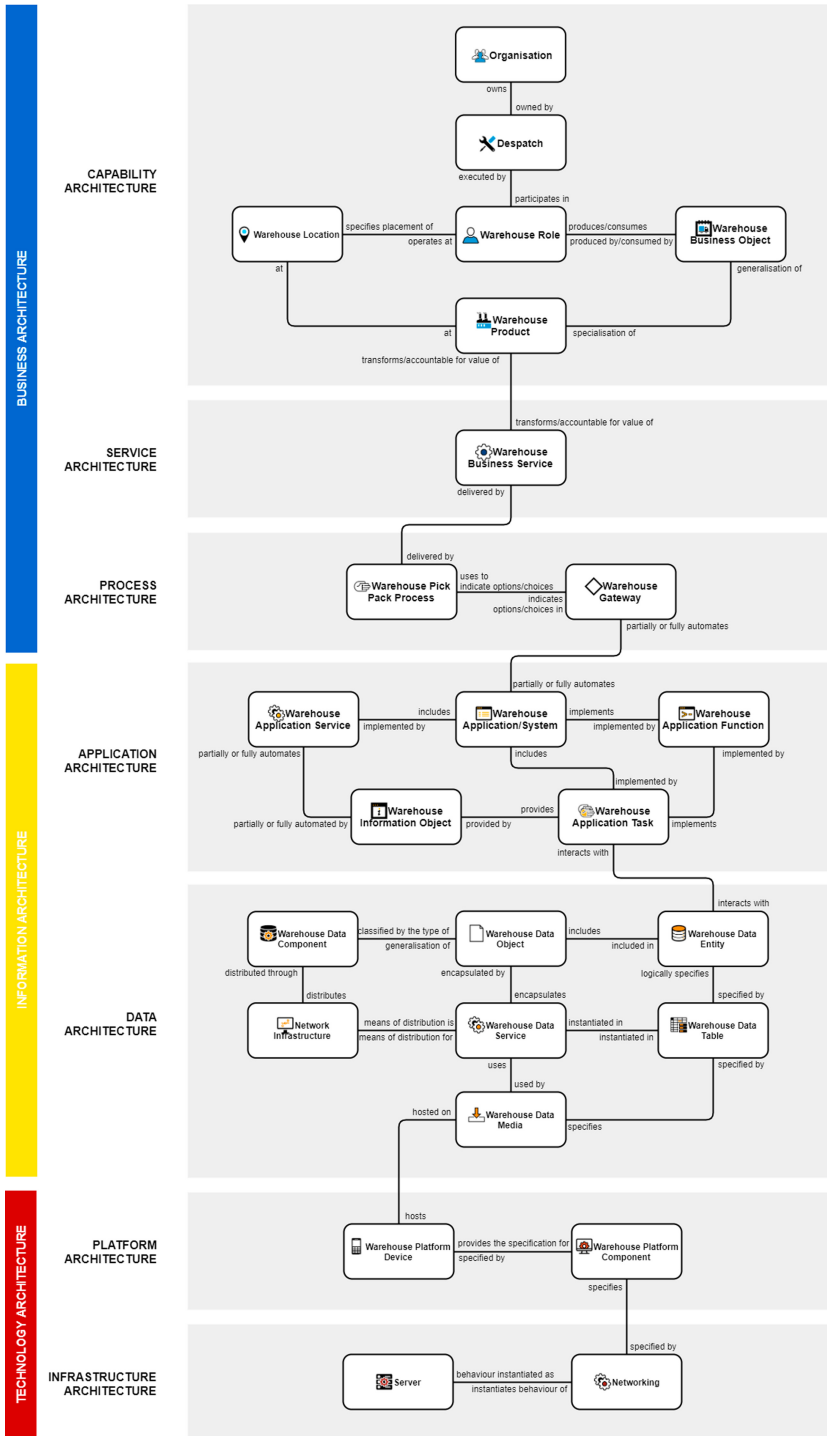 BUSINESS ARCHITECTURE
CAPABILITY
ARCHITECTURE
Organisation
owns
owned by
Despatch
executed by
participates in
Warehouse Location
specifies placement of
operates at
Warehouse Role
produces/consumes
produced by/consumed by
Warehouse
Business Object
at
generalisation of
Warehouse
Product
at
specialisation of
transforms/accountable for value of
SERVICE
ARCHITECTURE
transforms/accountable for value of
Warehouse
Business Service
delivered by
PROCESS
ARCHITECTURE
delivered by
Warehouse Pick
Pack Process
uses to
indicate options/choices
indicates
options/choices in
Warehouse
Gateway
partially or fully automates
INFORMATION ARCHITECTURE
APPLICATION
ARCHITECTURE
partially or fully automates
Warehouse
Application Service
includes
implemented by
Warehouse
Application/System
implements
implemented by
Warehouse
Application Function
partially or fully automates
includes
implemented by
implemented by
partially or fully automated by
Warehouse
Information Object
provides
provided by
Warehouse
Application Task
implements
interacts with
DATA
ARCHITECTURE
interacts with
Warehouse Data
Component
classified by the type of
generalisation of
Warehouse Data
Object
includes
included in
Warehouse Data
Entity
distributed through
encapsulated by
logically specifies
distributes
encapsulates
specified by
Network
Infrastructure
means of distribution is
means of distribution for
Warehouse Data
Service
instantiated in
instantiated in
Warehouse Data
Table
uses
specified by
used by
hosted on
Warehouse Data
Media
specifies
TECHNOLOGY ARCHITECTURE
PLATFORM
ARCHITECTURE
hosts
Warehouse Platform
Device
provides the specification for
specified by
Warehouse Platform
Component
specifies
INFRASTRUCTURE
ARCHITECTURE
specified by
Server
behaviour instantiated as
instantiates behaviour of
Networking